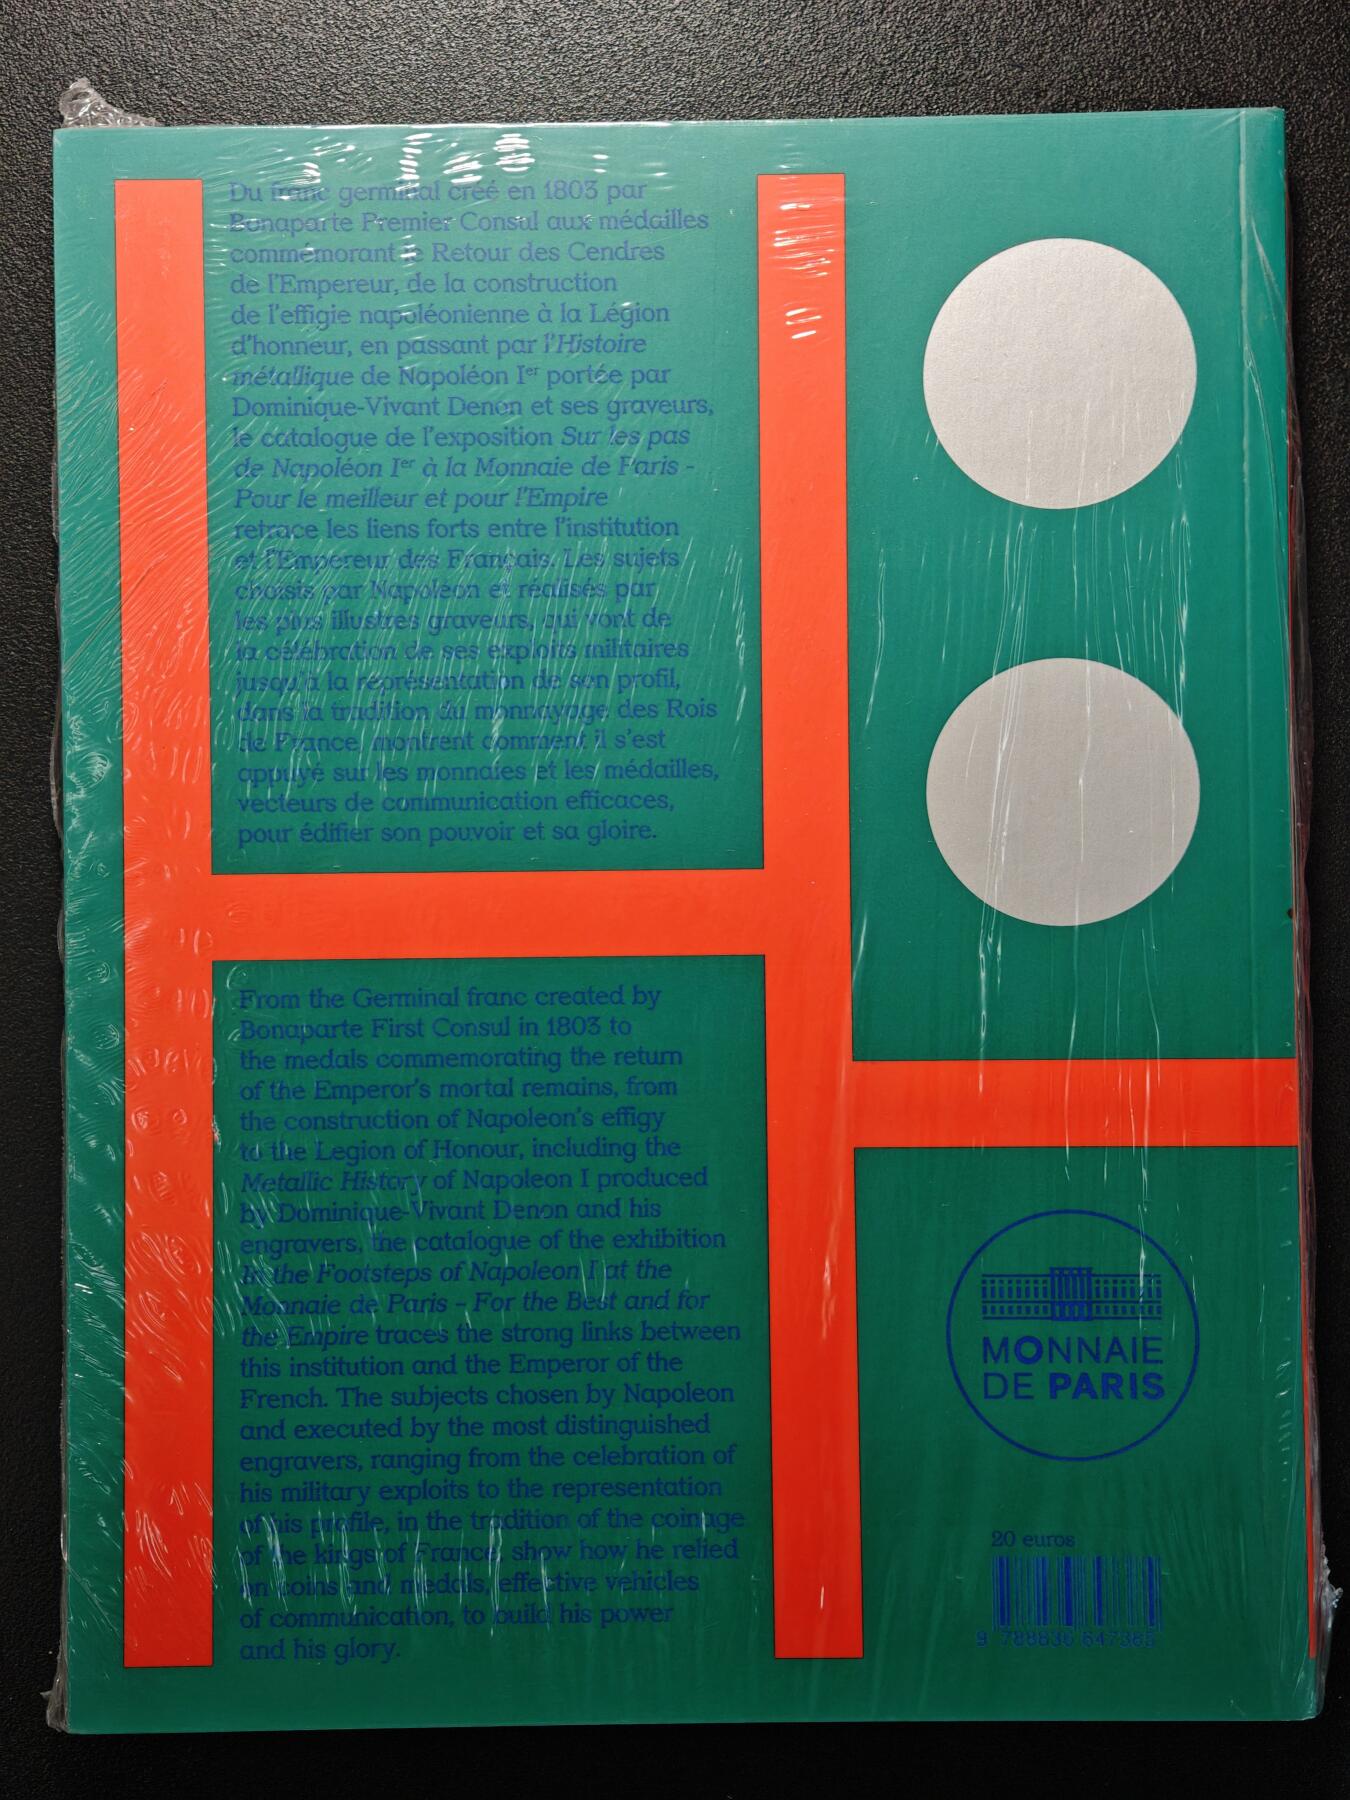 Du franc germinal créé en 1803 par
Bonaparte Premier Consul aux médailles
commémorant le Retour des Cendres
de l'Empereur, de la construction
de l'effigie napoléonienne à la Légion
d'honneur, en passant par l'Histoire
métallique de Napoléon Ier portée par
Dominique-Vivant Denon et ses graveurs,
le catalogue de l'exposition Sur les pas
de Napoléon Ier à la Monnaie de Paris -
Pour le meilleur et pour l'Empire
retrace les liens forts entre l'institution
et l'Empereur des Français. Les sujets
choisis par Napoléon et réalisés par
les plus illustres graveurs, qui vont de
la célébration de ses exploits militaires
jusqu'à la représentation de son profil,
dans la tradition du monnayage des Rois
de France, montrent comment il s'est
appuyé sur les monnaies et les médailles,
vecteurs de communication efficaces,
pour édifier son pouvoir et sa gloire.
From the Germinal franc created by
Bonaparte First Consul in 1803 to
the medals commemorating the return
of the Emperor's mortal remains, from
the construction of Napoleon's effigy
to the Legion of Honour, including the
Metallic History of Napoleon I produced
by Dominique-Vivant Denon and his
engravers, the catalogue of the exhibition
In the Footsteps of Napoleon I at the
Monnaie de Paris - For the Best and for
the Empire traces the strong links between
this institution and the Emperor of the
French. The subjects chosen by Napoleon
and executed by the most distinguished
engravers, ranging from the celebration of
his military exploits to the representation
of his profile, in the tradition of the coinage
of the kings of France, show how he relied
on coins and medals, effective vehicles
of communication, to build his power
and his glory.
MONNAIE
DE PARIS
20 euros
9 788836 647385